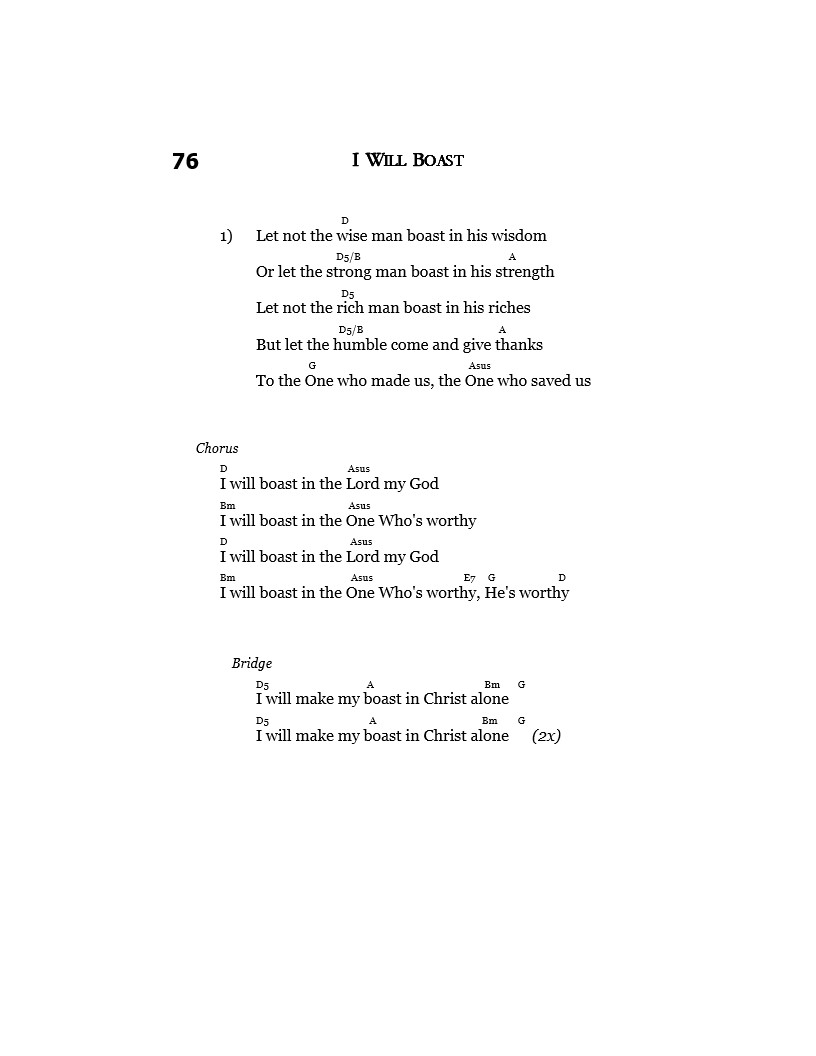 76 I WILL BOAST
D
1) Let not the wise man boast in his wisdom
D5/B A
Or let the strong man boast in his strength
D5
Let not the rich man boast in his riches
D5/B A
But let the humble come and give thanks
G Asus
To the One who made us, the One who saved us
Chorus
D Asus
I will boast in the Lord my God
Bm Asus
I will boast in the One Who's worthy
D Asus
I will boast in the Lord my God
Bm Asus E7 G D
I will boast in the One Who's worthy, He's worthy
Bridge
D5 A Bm G
I will make my boast in Christ alone
D5 A Bm G
I will make my boast in Christ alone (2x)